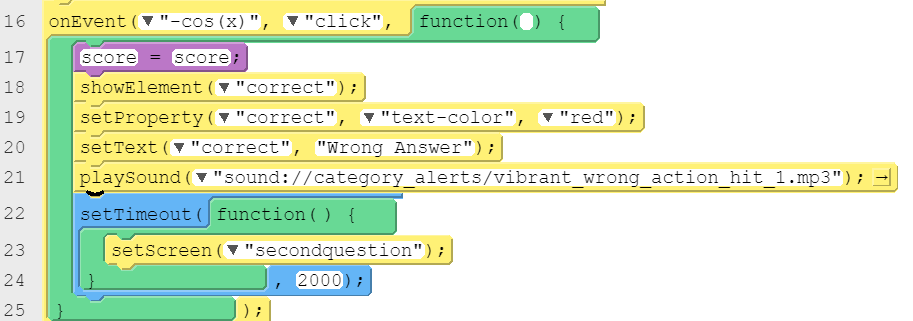 16 onEvent(▼"-cos(x)", ▼"click", function( ) {
17 score = score;
18 showElement(▼"correct");
19 setProperty(▼"correct", ▼"text-color", ▼"red");
20 setText(▼"correct", "Wrong Answer");
21 playSound(▼"sound://category_alerts/vibrant_wrong_action_hit_1.mp3"); →
22 setTimeout( function() {
23 setScreen(▼"secondquestion");
24 } , 2000);
25 } );